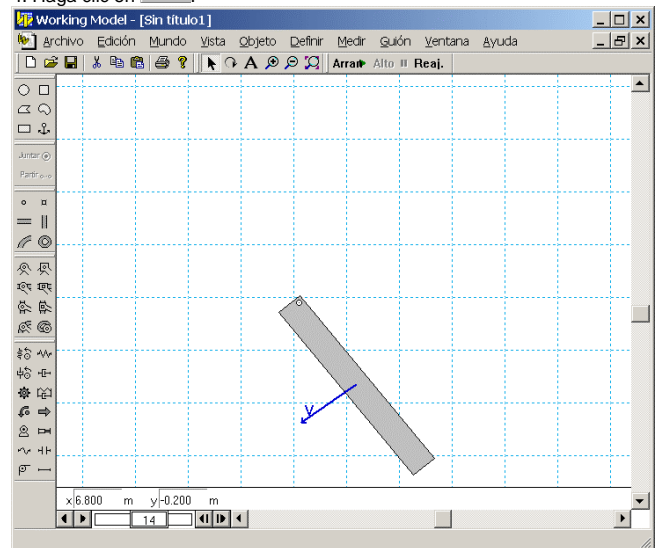 Working Model - [Sin título1]
Archivo Edición Mundo Vista Objeto Definir Medir Guión Ventana Ayuda
A Arran Alto Reaj.
Juntar
Partir
V
x 6.800 m y -0.200 m
14